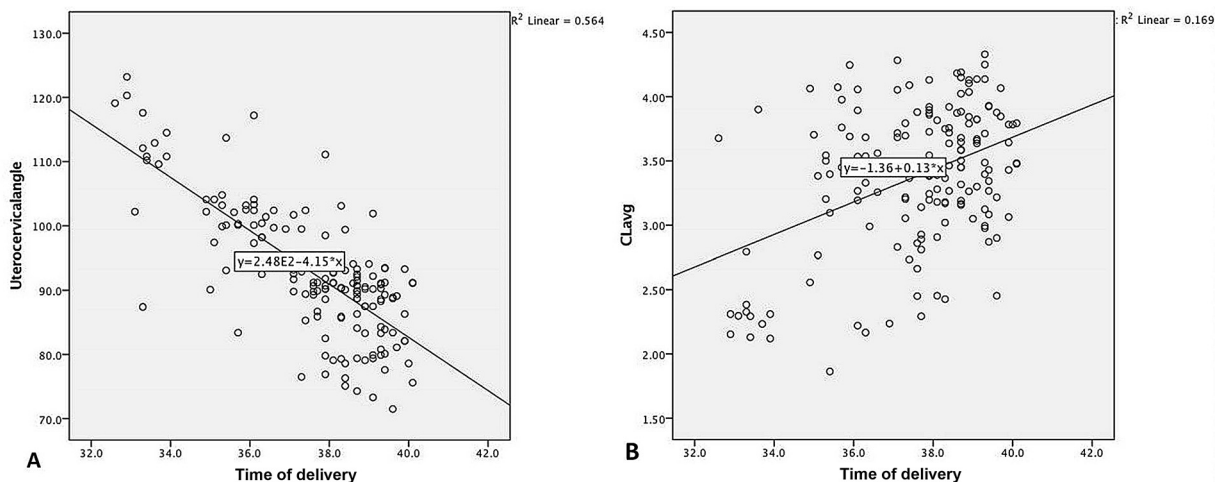 R² Linear = 0.564
130.0
120.0
110.0
100.0
90.0
80.0
70.0
Uterocervicalangle
y=2.48E2-4.15*x
32.0 34.0 36.0 38.0 40.0 42.0
Time of delivery
A
: R² Linear = 0.169
4.50
4.00
3.50
3.00
2.50
2.00
1.50
CLavg
y=-1.36+0.13*x
32.0 34.0 36.0 38.0 40.0 42.0
Time of delivery
B